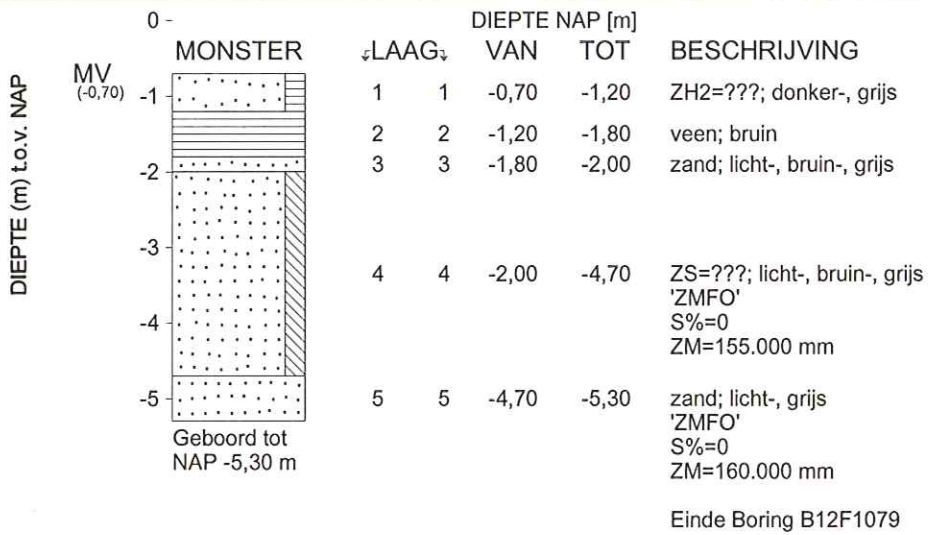 DIEPTE NAP [m]
MONSTER LAAG VAN TOT BESCHRIJVING
DIEPTE (m) t.o.v. NAP
0
MV
(-0,70)
-1
-2
-3
-4
-5
1 1 -0,70 -1,20 ZH2=???; donker-, grijs
2 2 -1,20 -1,80 veen; bruin
3 3 -1,80 -2,00 zand; licht-, bruin-, grijs
4 4 -2,00 -4,70 ZS=???; licht-, bruin-, grijs
'ZMFO'
S%=0
ZM=155.000 mm
5 5 -4,70 -5,30 zand; licht-, grijs
'ZMFO'
S%=0
ZM=160.000 mm
Geboord tot
NAP -5,30 m
Einde Boring B12F1079